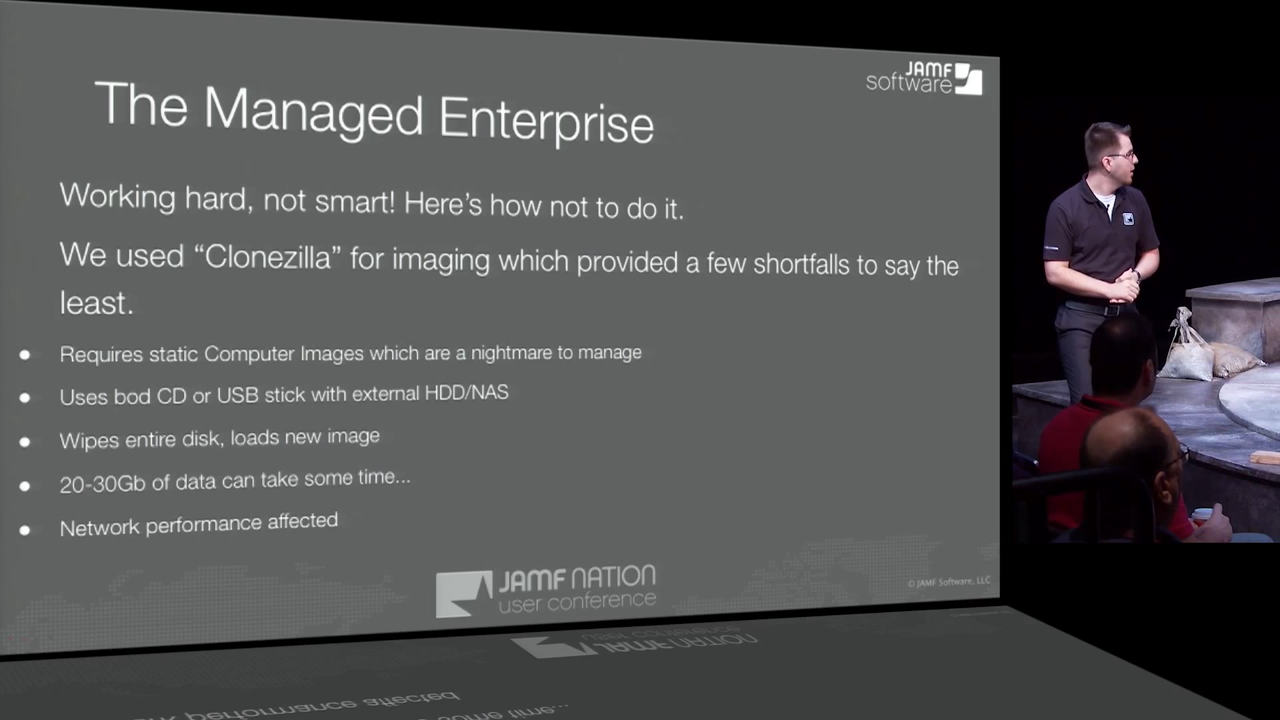 JAMF
software
The Managed Enterprise
Working hard, not smart! Here's how not to do it.
We used “Clonezilla” for imaging which provided a few shortfalls to say the
least.
● Requires static Computer Images which are a nightmare to manage
● Uses bod CD or USB stick with external HDD/NAS
● Wipes entire disk, loads new image
● 20-30Gb of data can take some time...
● Network performance affected
JAMF NATION
user conference
© JAMF Software, LLC